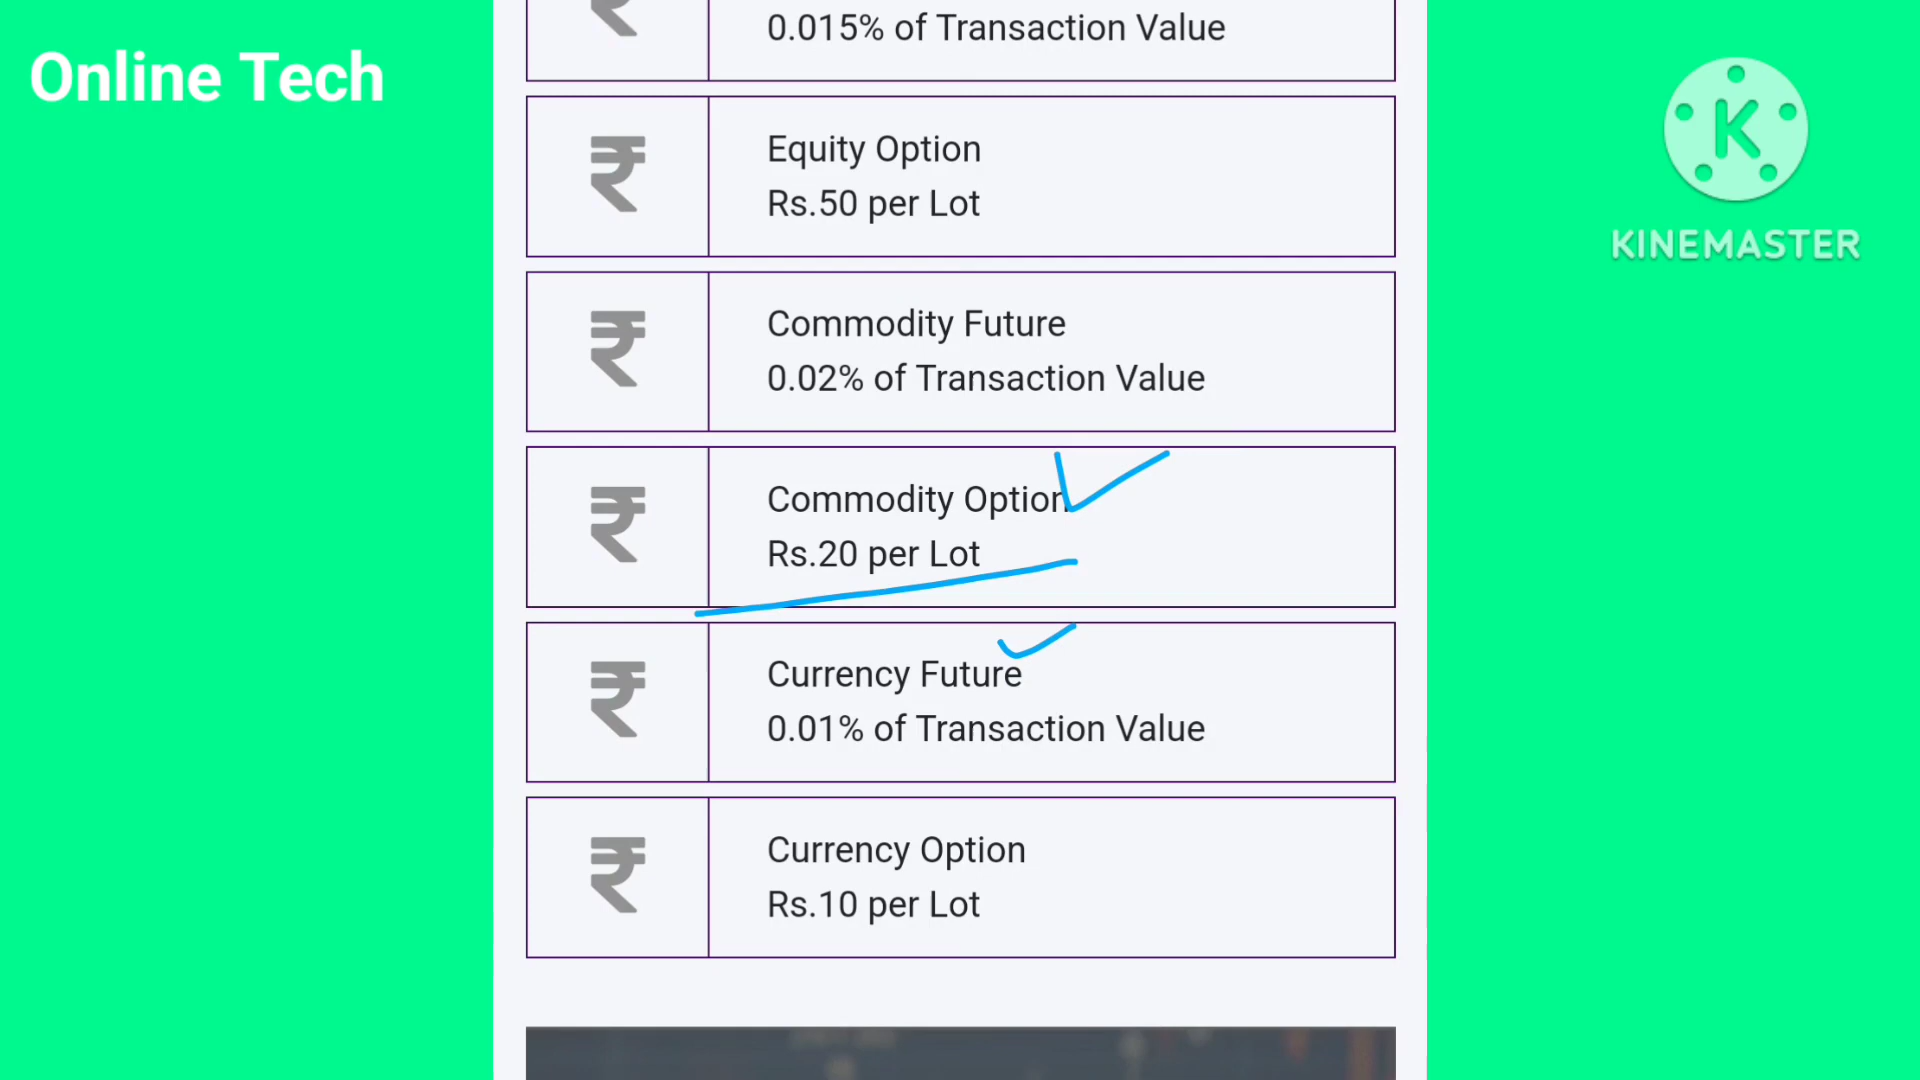 Online Tech
0.015% of Transaction Value
₹
Equity Option
Rs.50 per Lot
₹
Commodity Future
0.02% of Transaction Value
₹
Commodity Option
Rs.20 per Lot
₹
Currency Future
0.01% of Transaction Value
₹
Currency Option
Rs.10 per Lot
K
KINEMASTER